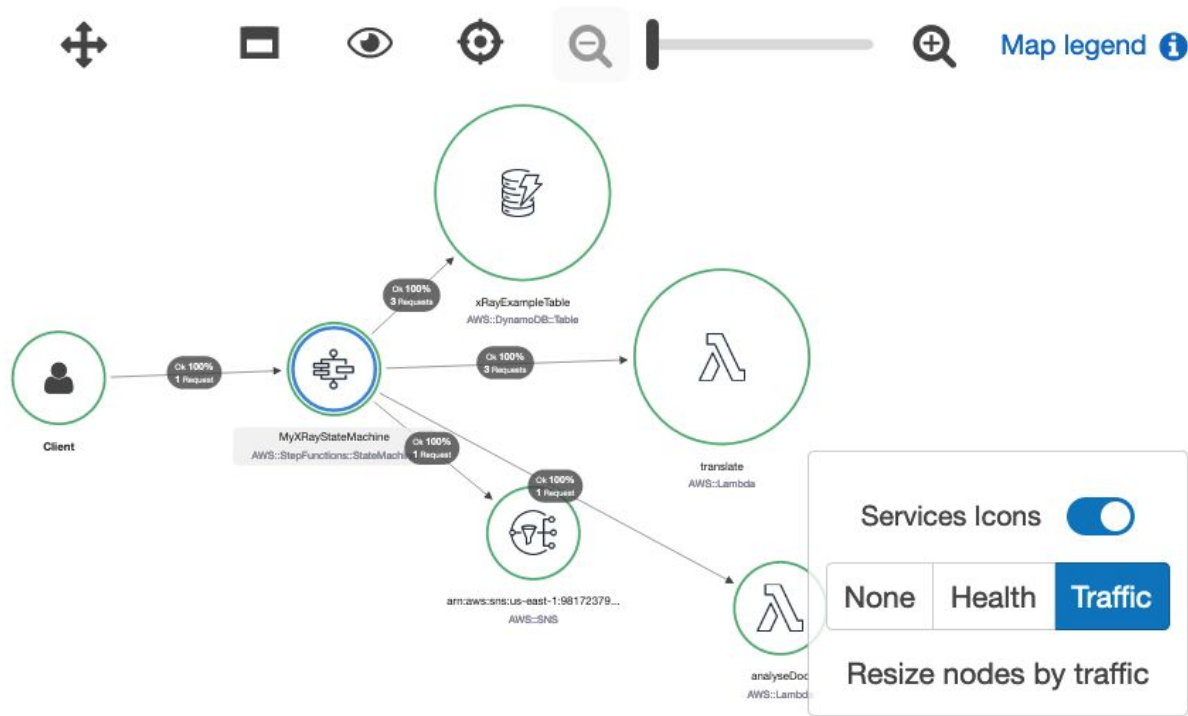 Map legend
Ok 100%
3 Requests
xRayExampleTable
AWS::DynamoDB::Table
Ok 100%
1 Request
Ok 100%
3 Requests
Client
MyXRayStateMachine
AWS::StepFunctions::StateMachi
Ok 100%
1 Request
translate
AWS::Lambda
Ok 100%
1 Request
arn:aws:sns:us-east-1:98172379...
AWS::SNS
analyseDoc
AWS::Lambd
Services Icons
None Health Traffic
Resize nodes by traffic